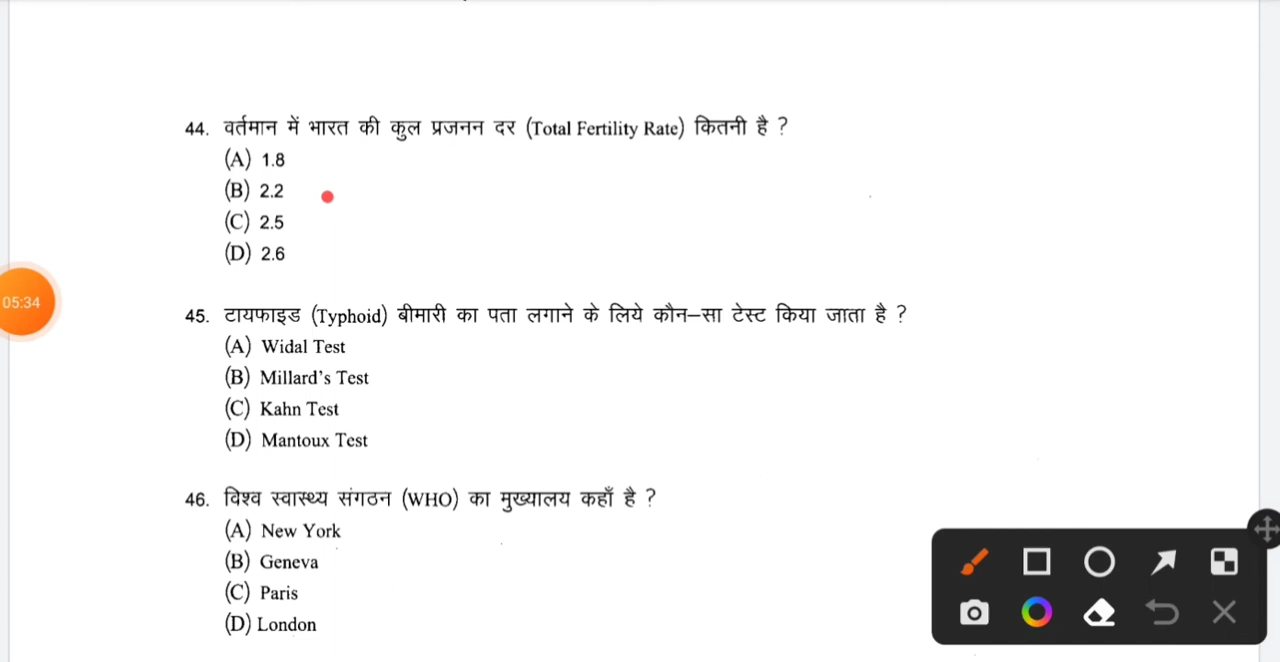 44. वर्तमान में भारत की कुल प्रजनन दर (Total Fertility Rate) कितनी है ?
(A) 1.8
(B) 2.2
(C) 2.5
(D) 2.6
05:34
45. टायफाइड (Typhoid) बीमारी का पता लगाने के लिये कौन–सा टेस्ट किया जाता है ?
(A) Widal Test
(B) Millard's Test
(C) Kahn Test
(D) Mantoux Test
46. विश्व स्वास्थ्य संगठन (WHO) का मुख्यालय कहाँ है ?
(A) New York
(B) Geneva
(C) Paris
(D) London